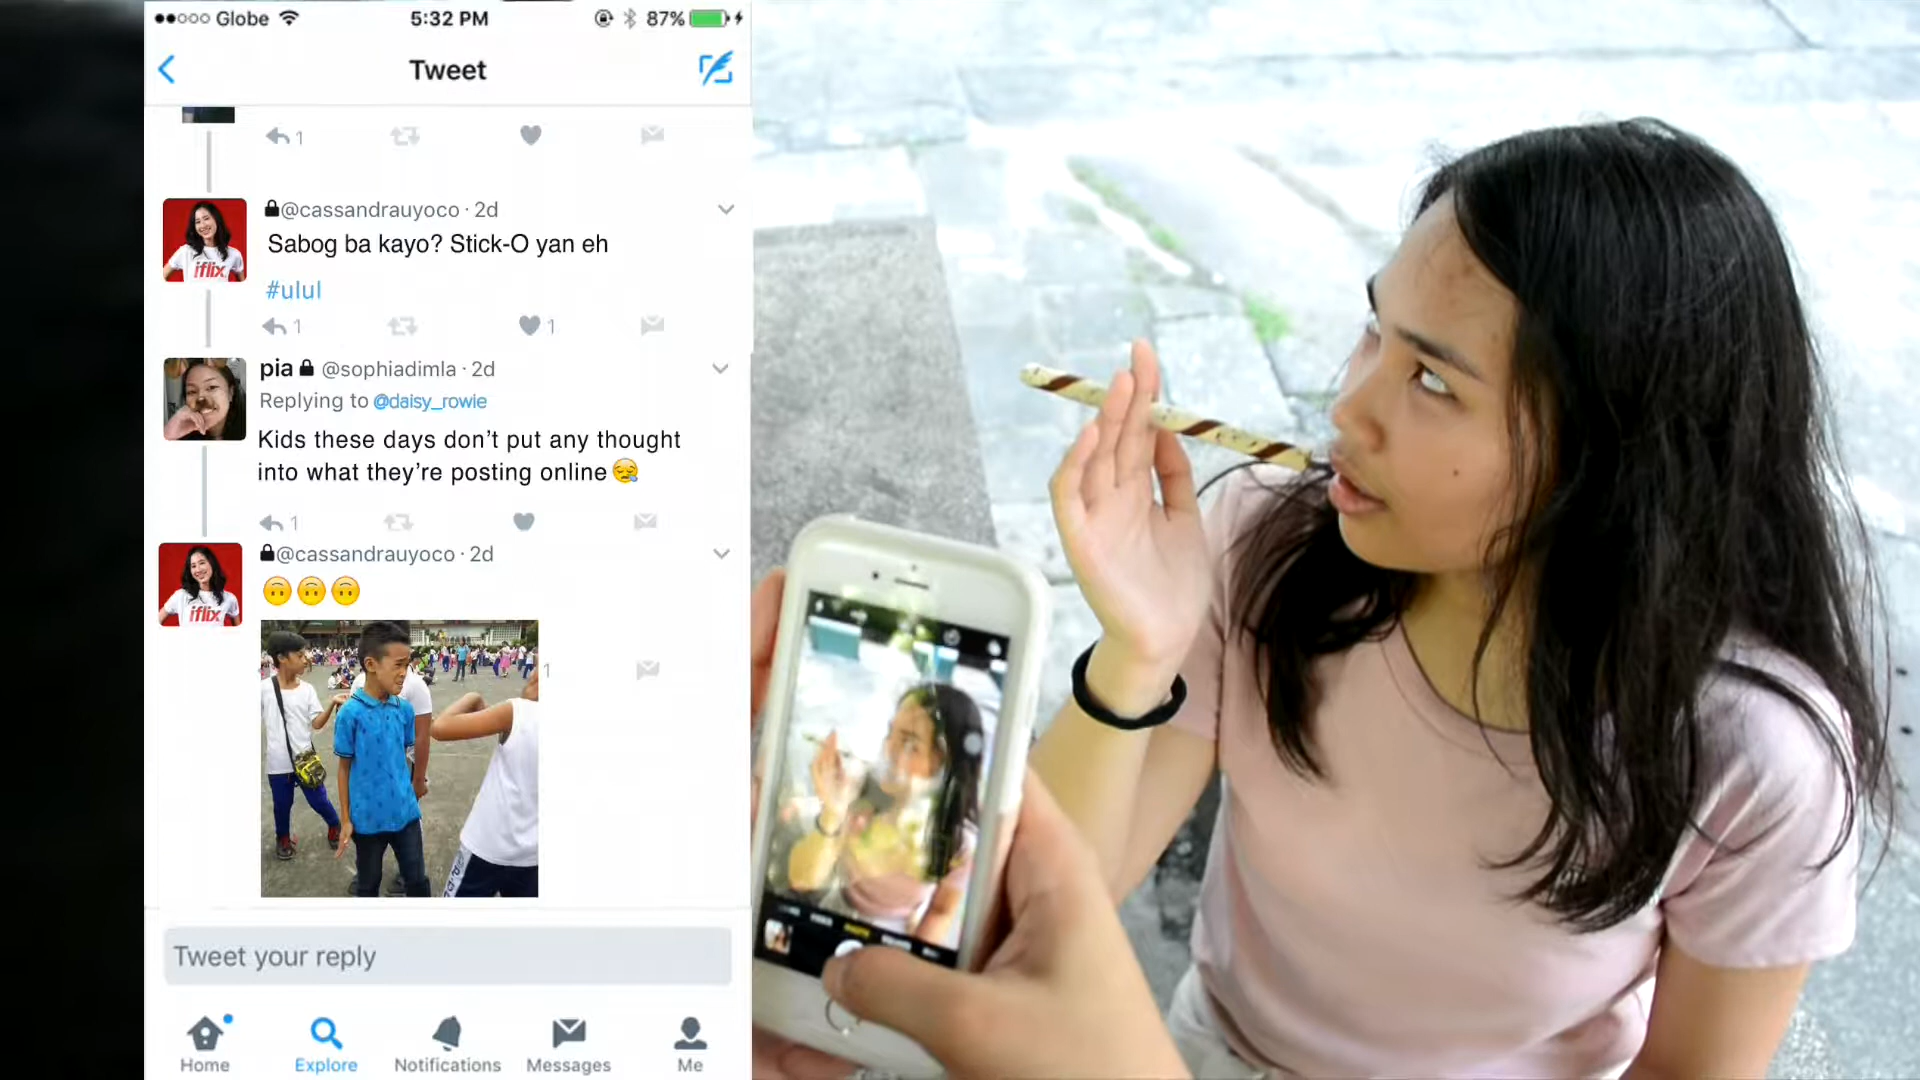 Globe 5:32 PM 87%
Tweet
1
@cassandrauyoco · 2d
Sabog ba kayo? Stick-O yan eh
#ulul
1 1
pia @sophiadimla · 2d
Replying to @daisy_rowie
Kids these days don’t put any thought
into what they’re posting online
1
@cassandrauyoco · 2d
1
Tweet your reply
Home Explore Notifications Messages Me
iflix
iflix